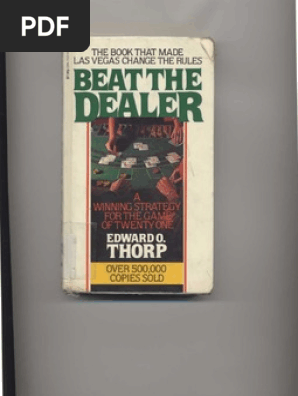 PDF
THE BOOK THAT MADE
LAS VEGAS CHANGE THE RULES
BEAT THE
DEALER
A
WINNING STRATEGY
FOR THE GAME
OF TWENTY ONE
EDWARD O.
THORP
OVER 500,000
COPIES SOLD